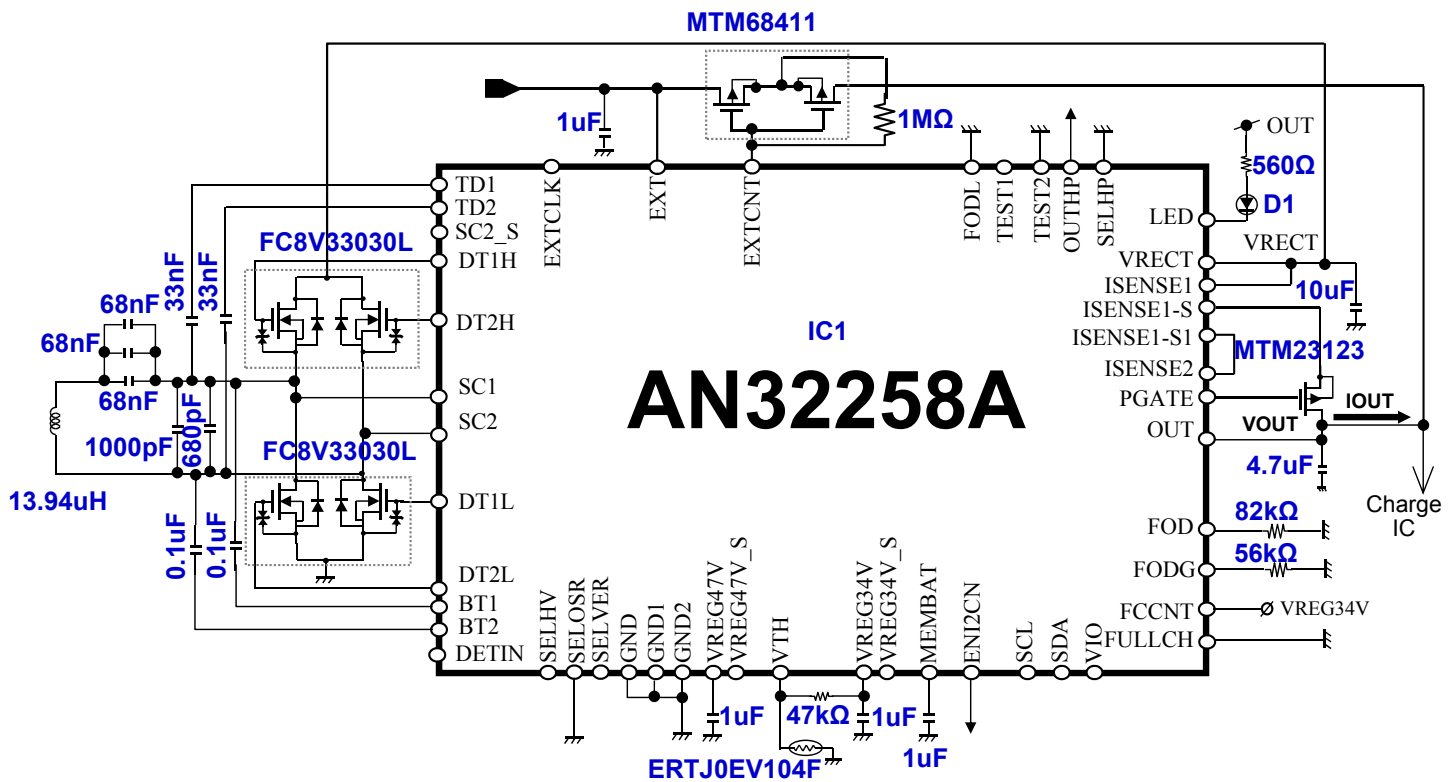 MTM68411
1uF
1MΩ
OUT
560Ω
D1
TD1
TD2
SC2_S
DT1H
DT2H
SC1
SC2
DT1L
DT2L
BT1
BT2
DETIN
EXTCLK
EXT
EXTCNT
FODL
TEST1
TEST2
OUTHP
SELHP
LED
VRECT
VRECT
ISENSE1
ISENSE1-S
ISENSE1-S1
ISENSE2
PGATE
OUT
FOD
FODG
FCCNT
FULLCH
10uF
MTM23123
VOUT
IOUT
4.7uF
Charge
IC
82kΩ
56kΩ
VREG34V
FC8V33030L
33nF
33nF
68nF
68nF
68nF
1000pF
680pF
FC8V33030L
13.94uH
0.1uF
0.1uF
IC1
AN32258A
SELHV
SELOSR
SELVER
GND
GND1
GND2
VREG47V
VREG47V_S
VTH
VREG34V
VREG34V_S
MEMBAT
ENI2CN
SCL
SDA
VIO
1uF
47kΩ
1uF
1uF
ERTJ0EV104F